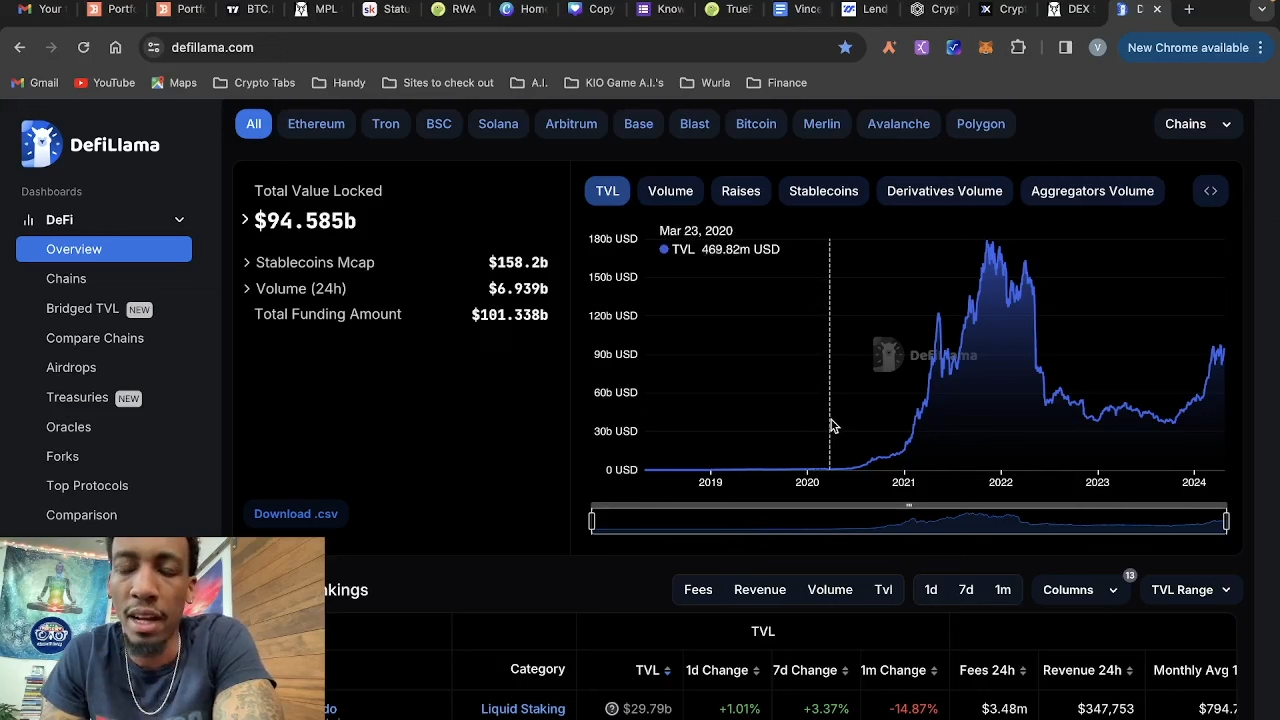 Your
Portfo
Portfo
BTC.I
MPL
Statu
RWA
Home
Copy
Know
TrueF
Vince
Lend
Crypt
Crypt
DEX
D
defillama.com
New Chrome available
Gmail
YouTube
Maps
Crypto Tabs
Handy
Sites to check out
A.I.
KIO Game A.I.'s
Wurla
Finance
DefiLlama
Dashboards
DeFi
Overview
Chains
Bridged TVL NEW
Compare Chains
Airdrops
Treasuries NEW
Oracles
Forks
Top Protocols
Comparison
All
Ethereum
Tron
BSC
Solana
Arbitrum
Base
Blast
Bitcoin
Merlin
Avalanche
Polygon
Chains
Total Value Locked
$94.585b
Stablecoins Mcap $158.2b
Volume (24h) $6.939b
Total Funding Amount $101.338b
Download .csv
TVL
Volume
Raises
Stablecoins
Derivatives Volume
Aggregators Volume
Mar 23, 2020
TVL 469.82m USD
180b USD
150b USD
120b USD
90b USD
60b USD
30b USD
0 USD
DefiLlama
2019 2020 2021 2022 2023 2024
nkings
Fees
Revenue
Volume
Tvl
1d
7d
1m
Columns
13
TVL Range
TVL
Category
TVL
1d Change
7d Change
1m Change
Fees 24h
Revenue 24h
Monthly Avg 1
do
Liquid Staking
$29.79b
+1.01%
+3.37%
-14.87%
$3.48m
$347,753
$794.7